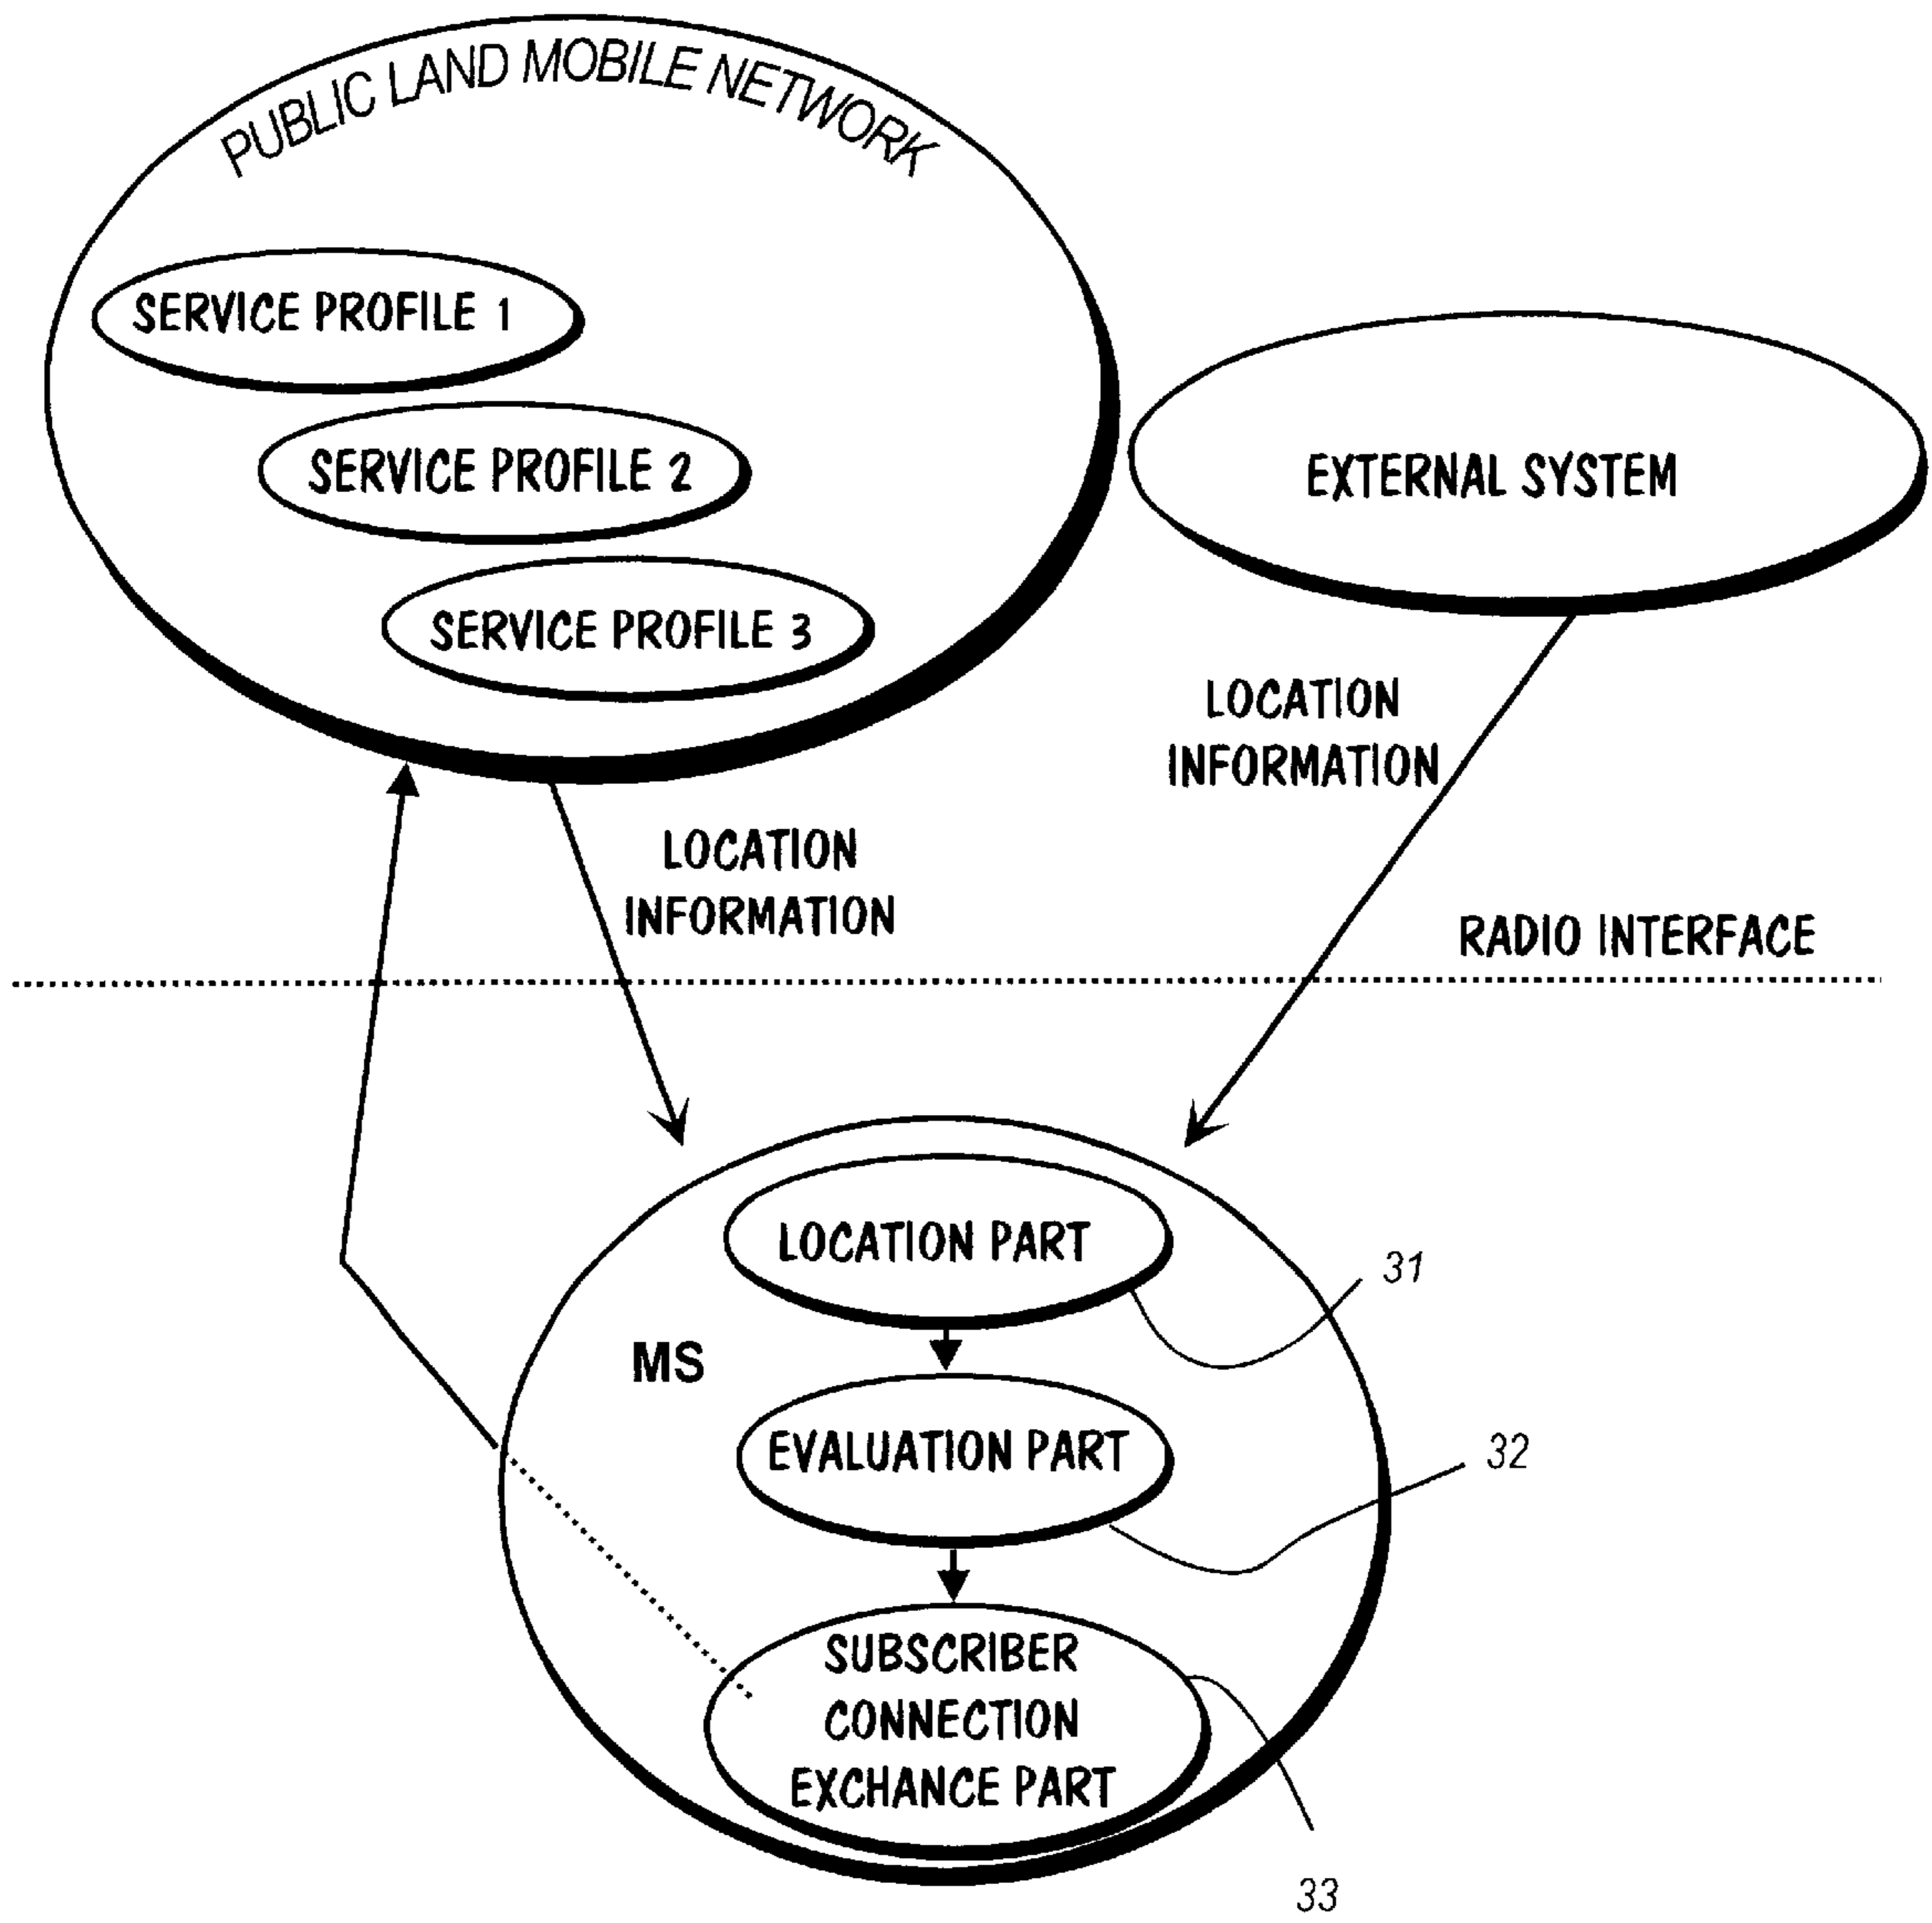 PUBLIC LAND MOBILE NETWORK
SERVICE PROFILE 1
SERVICE PROFILE 2
SERVICE PROFILE 3
EXTERNAL SYSTEM
LOCATION
INFORMATION
LOCATION
INFORMATION
RADIO INTERFACE
LOCATION PART
31
MS
EVALUATION PART
32
SUBSCRIBER
CONNECTION
EXCHANCE PART
33